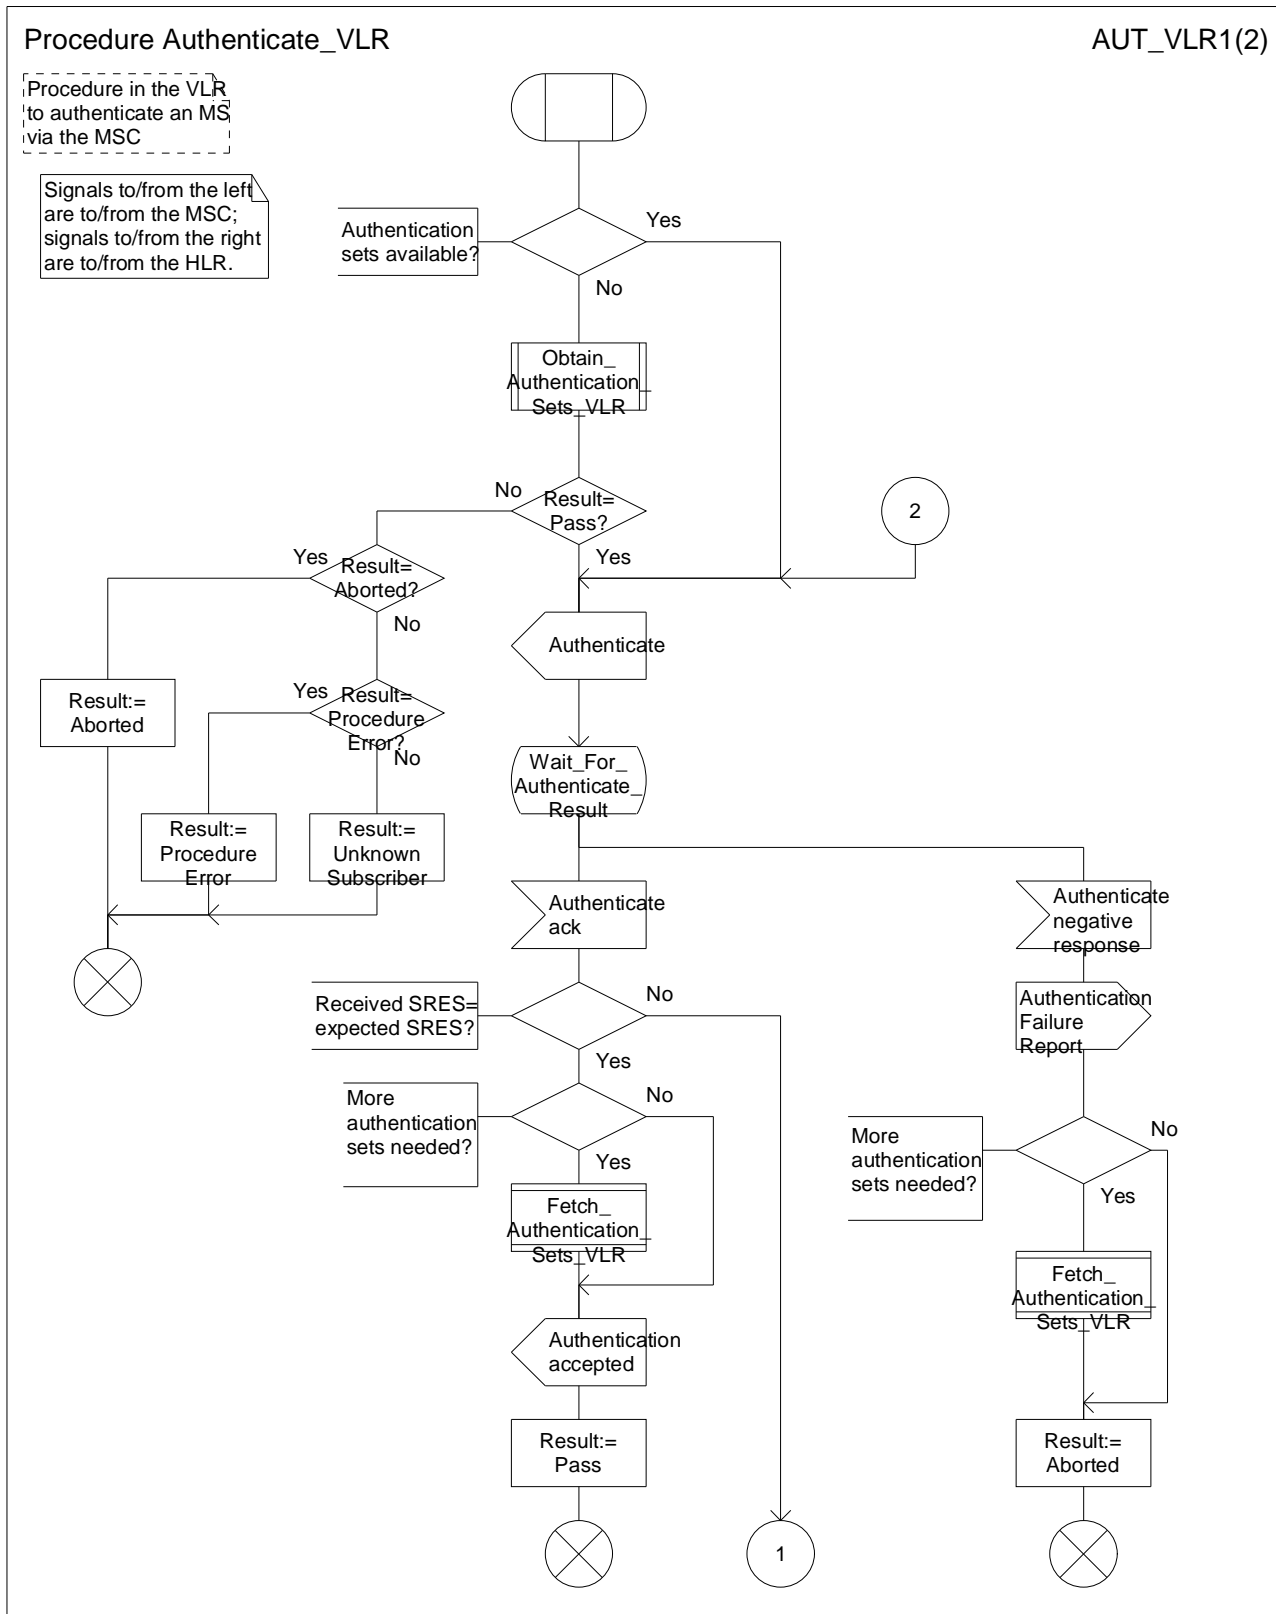 Procedure Authenticate_VLR
AUT_VLR1(2)
Procedure in the VLR
to authenticate an MS
via the MSC
Signals to/from the left
are to/from the MSC;
signals to/from the right
are to/from the HLR.
Authentication
sets available?
Yes
No
Obtain_
Authentication_
Sets_VLR
No
Result=
Pass?
Yes
2
Yes
Result=
Aborted?
No
Authenticate
Result:=
Aborted
Yes
Result=
Procedure
Error?
No
Wait_For_
Authenticate_
Result
Result:=
Procedure
Error
Result:=
Unknown
Subscriber
Authenticate
ack
Authenticate
negative
response
Received SRES=
expected SRES?
No
Yes
Authentication
Failure
Report
More
authentication
sets needed?
No
Yes
More
authentication
sets needed?
No
Yes
Fetch_
Authentication_
Sets_VLR
Fetch_
Authentication_
Sets_VLR
Authentication
accepted
Result:=
Pass
Result:=
Aborted
1